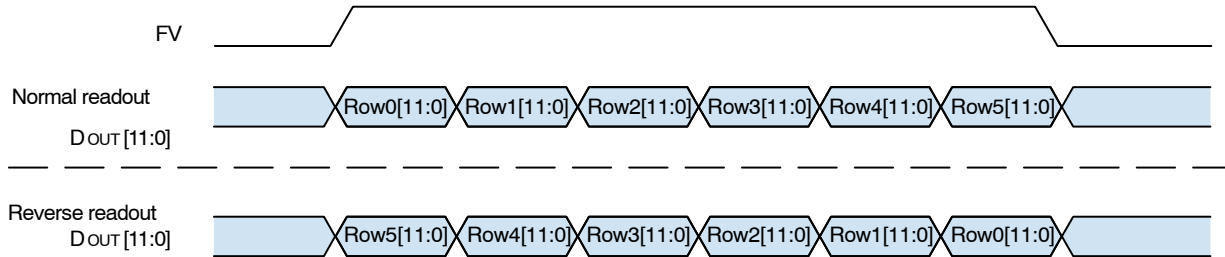 FV
Normal readout
DOUT [11:0]
Row0[11:0] Row1[11:0] Row2[11:0] Row3[11:0] Row4[11:0] Row5[11:0]
Reverse readout
DOUT [11:0]
Row5[11:0] Row4[11:0] Row3[11:0] Row2[11:0] Row1[11:0] Row0[11:0]